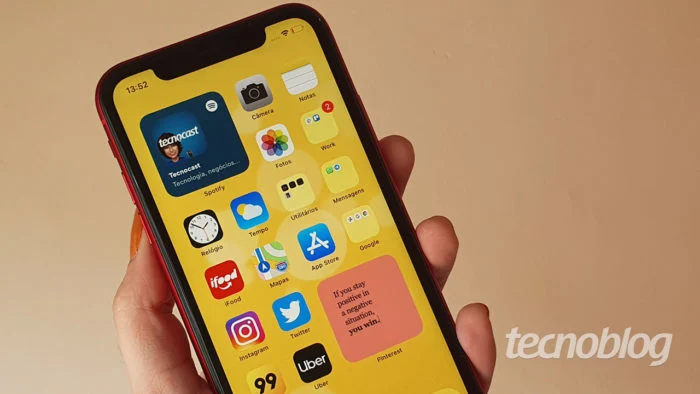 13:52
tecnocast
Tecnocast
Tecnologia, negócios...
Spotify
Câmera
Notas
Fotos
2
Work
Relógio
Tempo
Utilitários
Mensagens
ifood
iFood
Mapas
App Store
Google
Instagram
Twitter
If you stay
positive in
a negative
situation,
you win.
Pinterest
Uber
Uber
99
tecnoblog